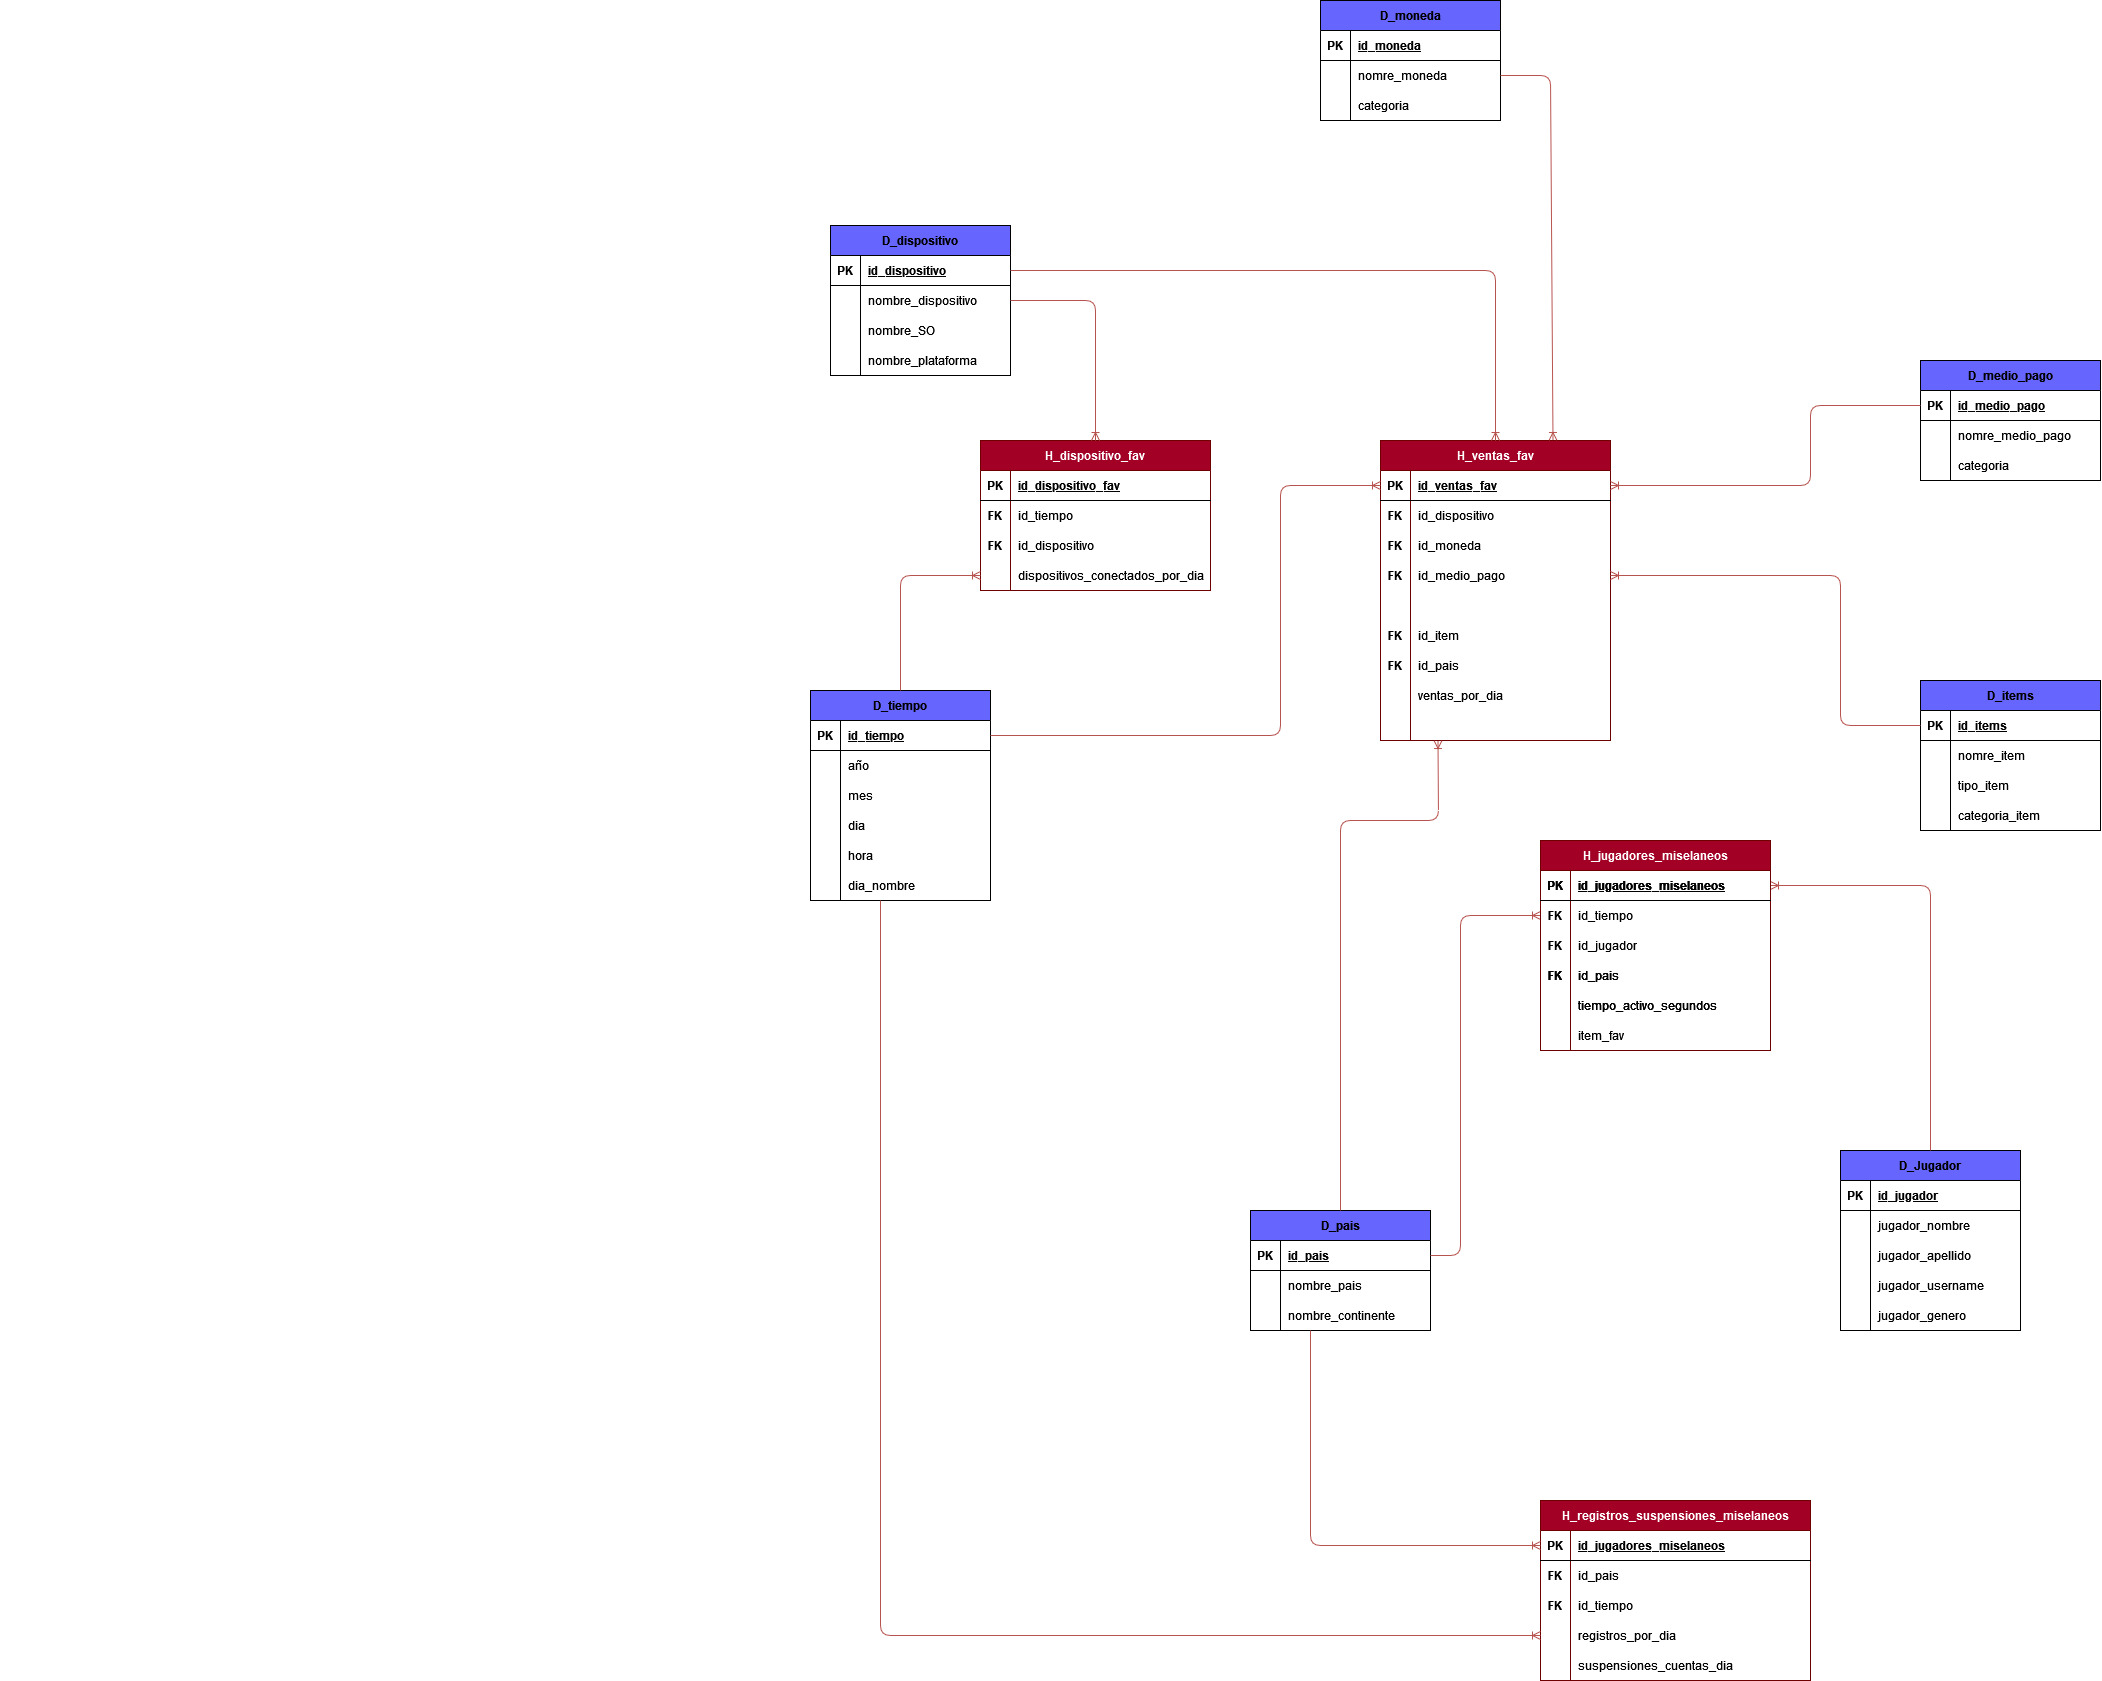 D_moneda
PK id_moneda
nomre_moneda
categoria
D_dispositivo
PK id_dispositivo
nombre_dispositivo
nombre_SO
nombre_plataforma
D_medio_pago
PK id_medio_pago
nomre_medio_pago
categoria
H_dispositivo_fav
PK id_dispositivo_fav
FK id_tiempo
FK id_dispositivo
dispositivos_conectados_por_dia
H_ventas_fav
PK id_ventas_fav
FK id_dispositivo
FK id_moneda
FK id_medio_pago
FK id_item
FK id_pais
ventas_por_dia
D_tiempo
PK id_tiempo
año
mes
dia
hora
dia_nombre
D_items
PK id_items
nomre_item
tipo_item
categoria_item
H_jugadores_miselaneos
PK id_jugadores_miselaneos
FK id_tiempo
FK id_jugador
FK id_pais
tiempo_activo_segundos
item_fav
D_Jugador
PK id_jugador
jugador_nombre
jugador_apellido
jugador_username
jugador_genero
D_pais
PK id_pais
nombre_pais
nombre_continente
H_registros_suspensiones_miselaneos
PK id_jugadores_miselaneos
FK id_pais
FK id_tiempo
registros_por_dia
suspensiones_cuentas_dia